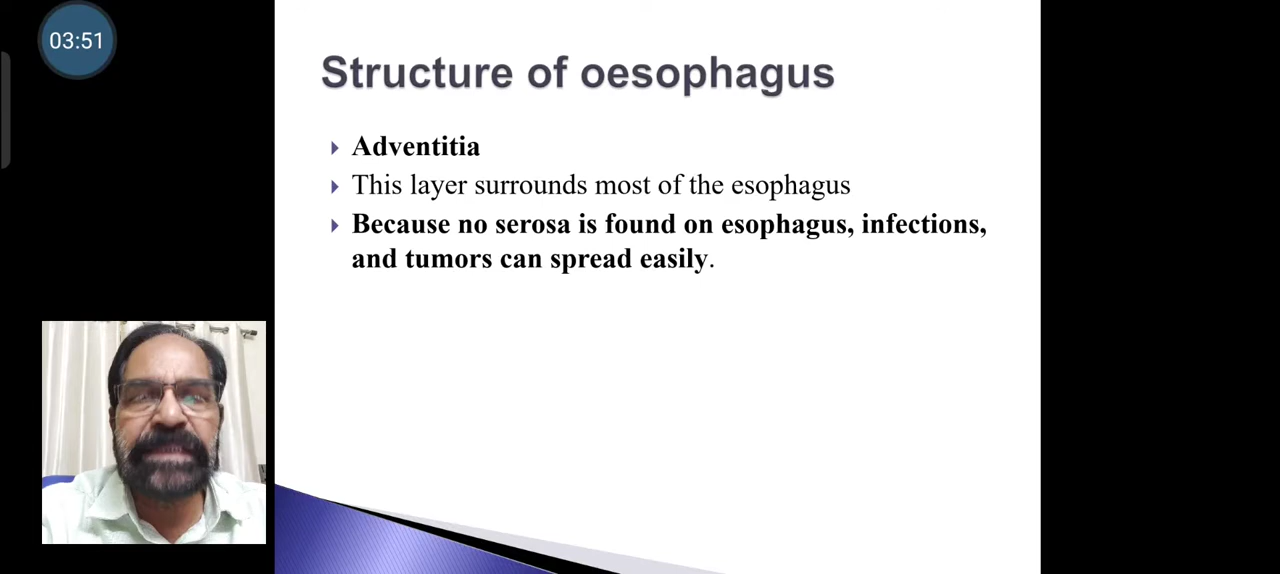 03:51
Structure of oesophagus
Adventitia
This layer surrounds most of the esophagus
Because no serosa is found on esophagus, infections,
and tumors can spread easily.